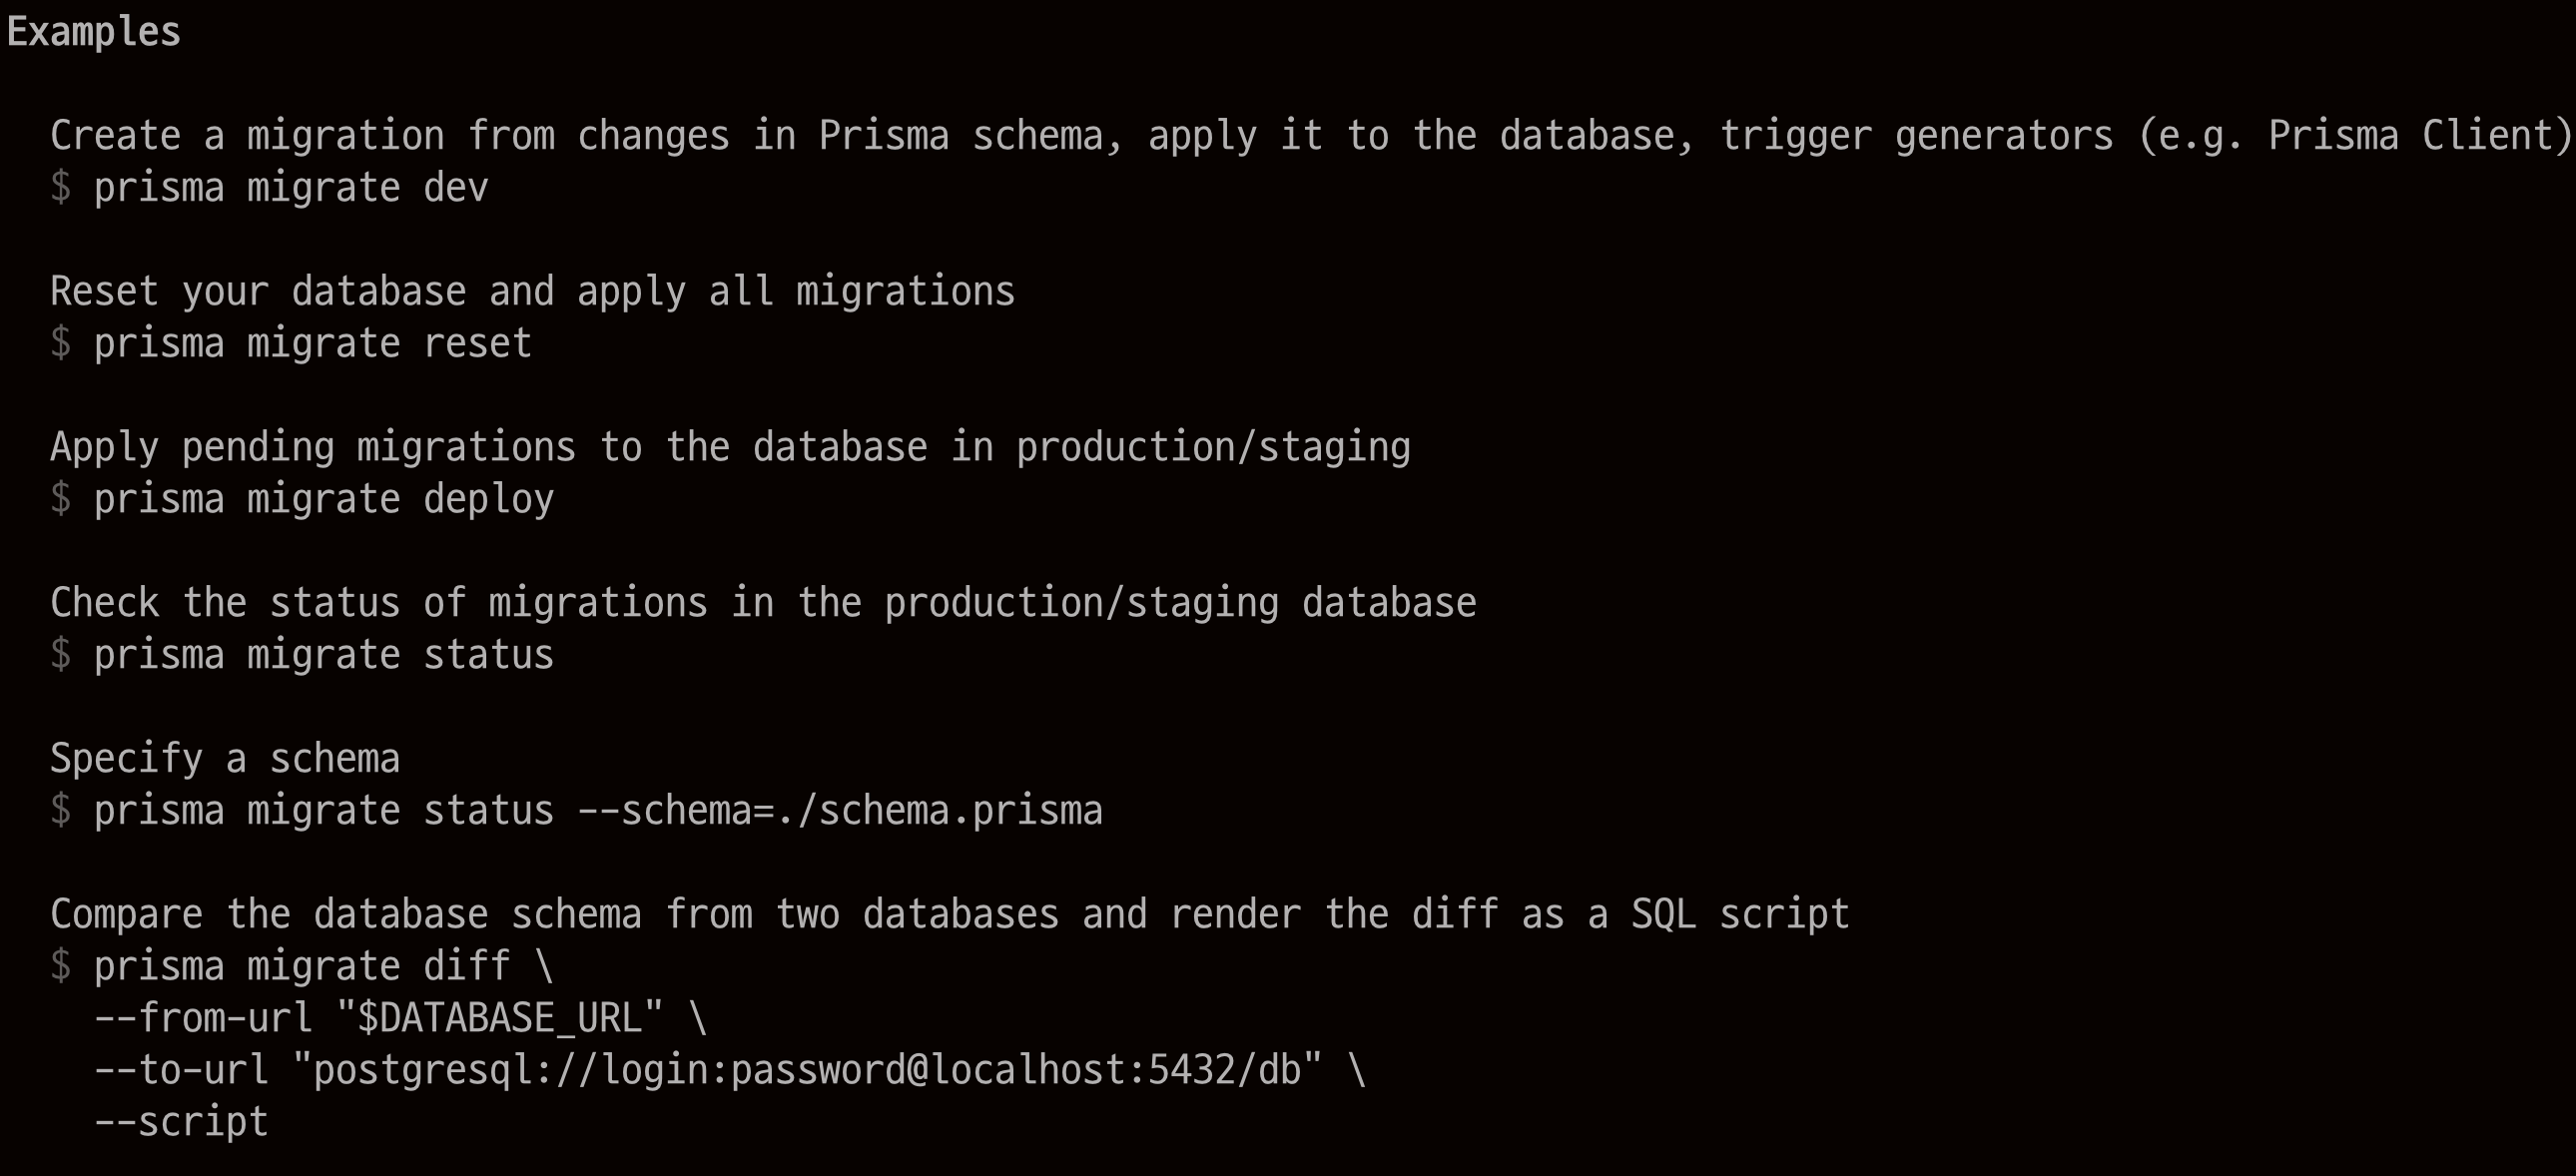 Examples
Create a migration from changes in Prisma schema, apply it to the database, trigger generators (e.g. Prisma Client)
$ prisma migrate dev
Reset your database and apply all migrations
$ prisma migrate reset
Apply pending migrations to the database in production/staging
$ prisma migrate deploy
Check the status of migrations in the production/staging database
$ prisma migrate status
Specify a schema
$ prisma migrate status --schema=./schema.prisma
Compare the database schema from two databases and render the diff as a SQL script
$ prisma migrate diff \
--from-url "$DATABASE_URL" \
--to-url "postgresql://login:password@localhost:5432/db" \
--script